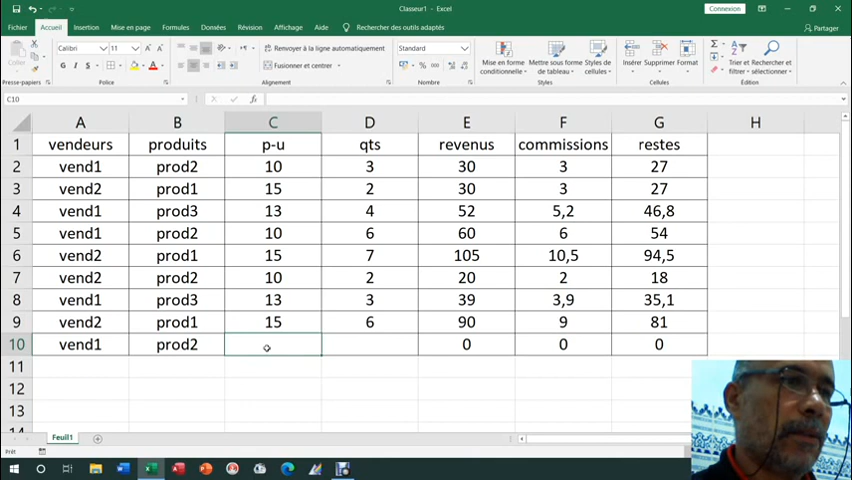 Classeur1 - Excel
Connexion
Fichier Accueil Insertion Mise en page Formules Données Révision Affichage Aide Rechercher des outils adaptés Partager
Coller
Calibri 11 Renvoyer à la ligne automatiquement Standard
G I S Fusionner et centrer % 000
Mise en forme conditionnelle
Mettre sous forme de tableau
Styles de cellules
Insérer Supprimer Format
Trier et filtrer
Rechercher et sélectionner
Presse-papiers Police Alignement Nombre Styles Cellules Édition
C10 fx
A B C D E F G H
1 vendeurs produits p-u qts revenus commissions restes
2 vend1 prod2 10 3 30 3 27
3 vend2 prod1 15 2 30 3 27
4 vend1 prod3 13 4 52 5,2 46,8
5 vend1 prod2 10 6 60 6 54
6 vend2 prod1 15 7 105 10,5 94,5
7 vend2 prod2 10 2 20 2 18
8 vend1 prod3 13 3 39 3,9 35,1
9 vend2 prod1 15 6 90 9 81
10 vend1 prod2 0 0 0
11
12
13
14
Feuil1
Prêt